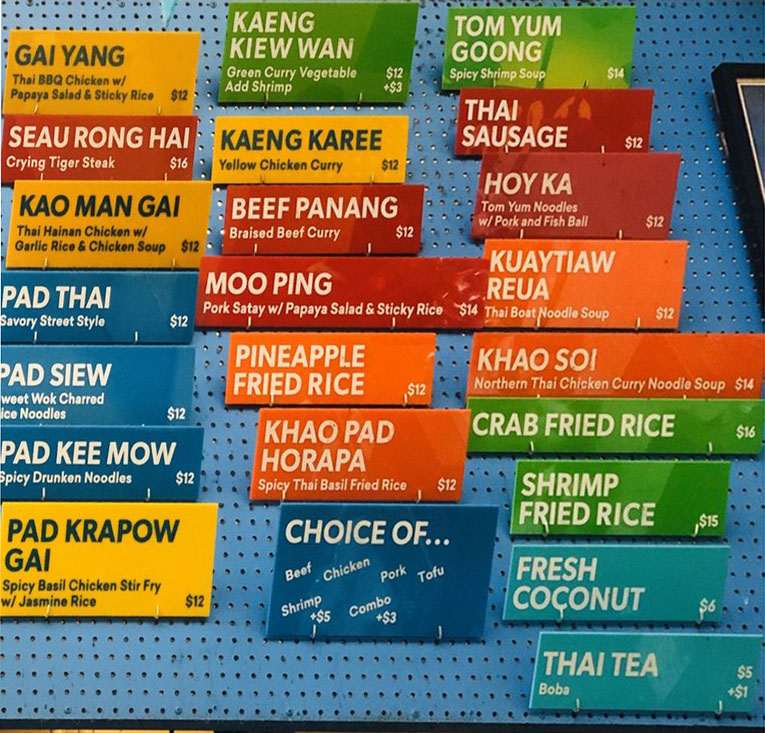 GAI YANG
Thai BBQ Chicken w/
Papaya Salad & Sticky Rice $12
SEAU RONG HAI
Crying Tiger Steak $16
KAO MAN GAI
Thai Hainan Chicken w/
Garlic Rice & Chicken Soup $12
PAD THAI
Savory Street Style $12
PAD SIEW
weet Wok Charred
ice Noodles $12
PAD KEE MOW
Spicy Drunken Noodles $12
PAD KRAPOW
GAI
Spicy Basil Chicken Stir Fry
w/ Jasmine Rice $12
KAENG
KIEW WAN
Green Curry Vegetable $12
Add Shrimp +$3
KAENG KAREE
Yellow Chicken Curry $12
BEEF PANANG
Braised Beef Curry $12
MOO PING
Pork Satay w/ Papaya Salad & Sticky Rice $14
PINEAPPLE
FRIED RICE $12
KHAO PAD
HORAPA
Spicy Thai Basil Fried Rice $12
CHOICE OF...
Beef Chicken Pork Tofu
Shrimp +$5 Combo +$3
TOM YUM
GOONG
Spicy Shrimp Soup $14
THAI
SAUSAGE $12
HOY KA
Tom Yum Noodles
w/ Pork and Fish Ball $12
KUAYTIAW
REUA
Thai Boat Noodle Soup $12
KHAO SOI
Northern Thai Chicken Curry Noodle Soup $14
CRAB FRIED RICE $16
SHRIMP
FRIED RICE $15
FRESH
COCONUT $6
THAI TEA $5
Boba +$1